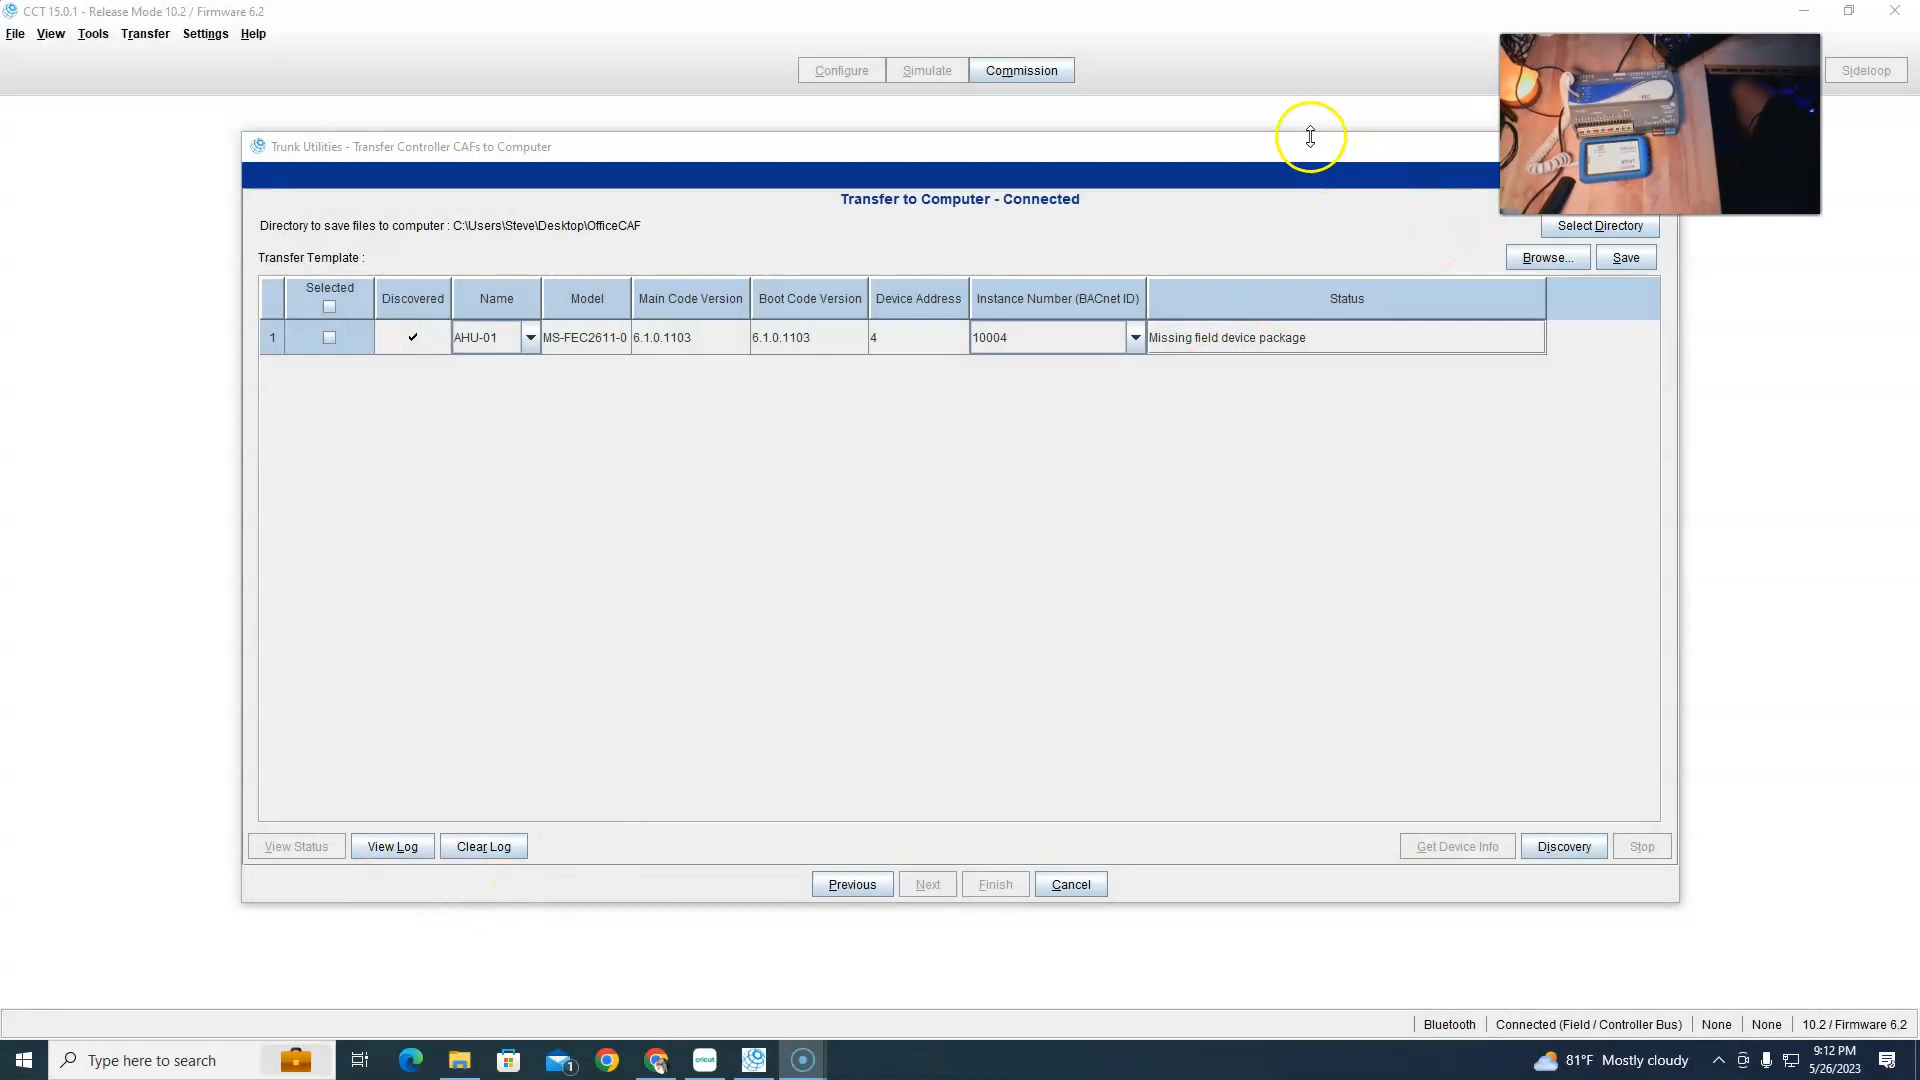 CCT 15.0.1 - Release Mode 10.2 / Firmware 6.2
File View Tools Transfer Settings Help
Configure Simulate Commission Sideloop
Trunk Utilities - Transfer Controller CAFs to Computer
Transfer to Computer - Connected
Directory to save files to computer : C:\Users\Steve\Desktop\OfficeCAF Select Directory
Transfer Template : Browse... Save
Selected Discovered Name Model Main Code Version Boot Code Version Device Address Instance Number (BACnet ID) Status
1 AHU-01 MS-FEC2611-0 6.1.0.1103 6.1.0.1103 4 10004 Missing field device package
View Status View Log Clear Log Get Device Info Discovery Stop
Previous Next Finish Cancel
Bluetooth Connected (Field / Controller Bus) None None 10.2 / Firmware 6.2
Type here to search 1 cricut 81°F Mostly cloudy 9:12 PM
5/26/2023